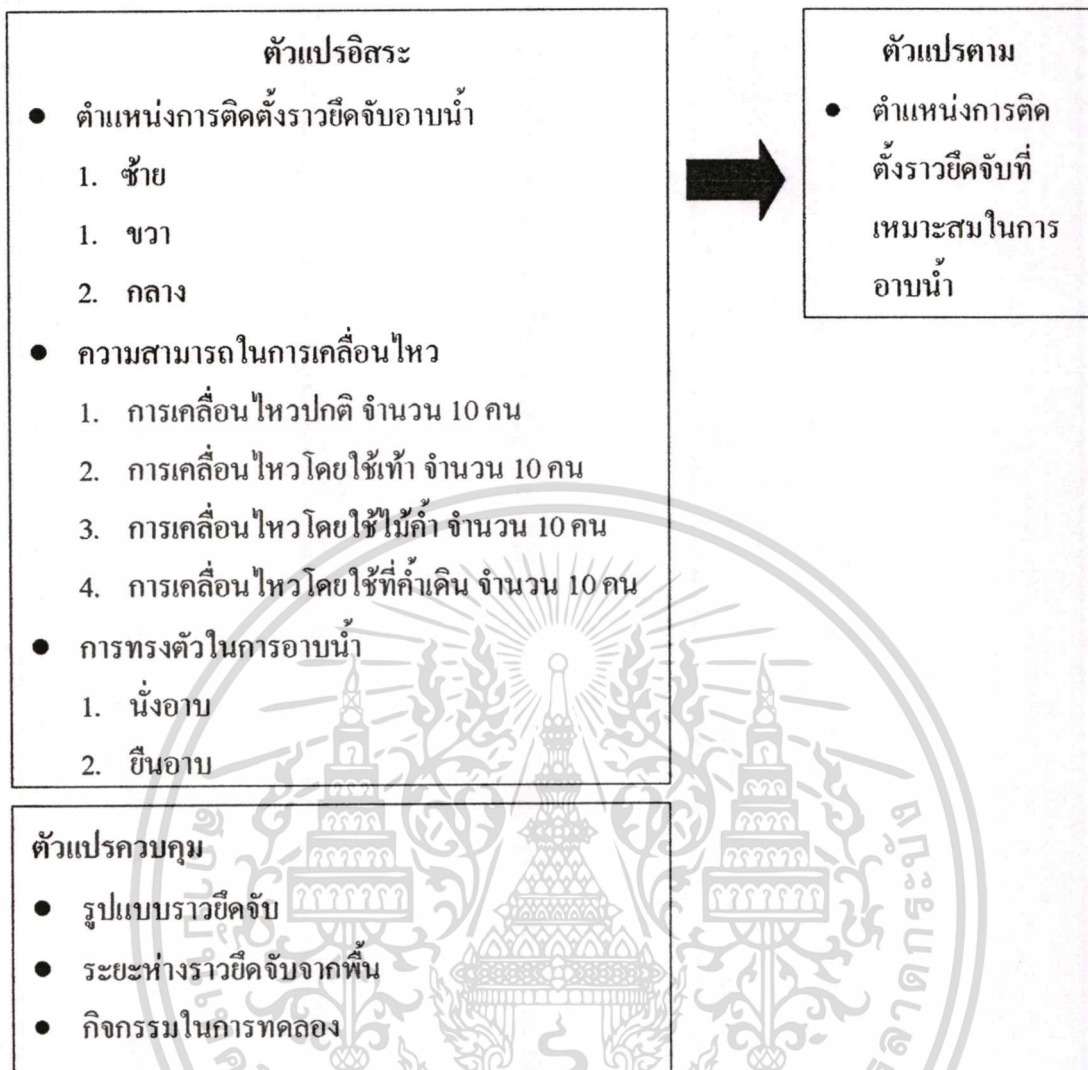 ตัวแปรอิสระ
● ตำแหน่งการติดตั้งราวยึดจับอาบน้ำ
1. ซ้าย
1. ขวา
2. กลาง
● ความสามารถในการเคลื่อนไหว
1. การเคลื่อนไหวปกติ จำนวน 10 คน
2. การเคลื่อนไหวโดยใช้เท้า จำนวน 10 คน
3. การเคลื่อนไหวโดยใช้ไม้ค้ำ จำนวน 10 คน
4. การเคลื่อนไหวโดยใช้ที่ค้ำเดิน จำนวน 10 คน
● การทรงตัวในการอาบน้ำ
1. นั่งอาบ
2. ยืนอาบ
ตัวแปรตาม
● ตำแหน่งการติด
ตั้งราวยึดจับที่
เหมาะสมในการ
อาบน้ำ
ตัวแปรควบคุม
● รูปแบบราวยึดจับ
● ระยะห่างราวยึดจับจากพื้น
● กิจกรรมในการทดลอง